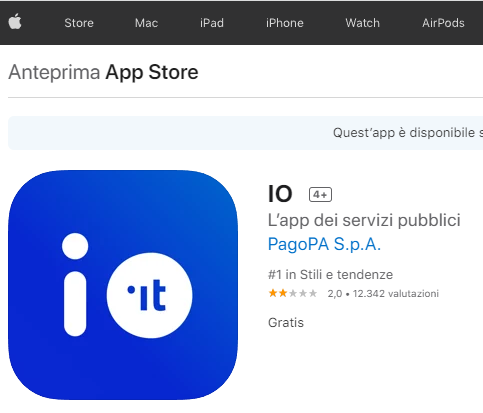 Store Mac iPad iPhone Watch AirPods
Anteprima App Store
Quest'app è disponibile s
io .it
IO 4+
L'app dei servizi pubblici
PagoPA S.p.A.
#1 in Stili e tendenze
2,0 • 12.342 valutazioni
Gratis